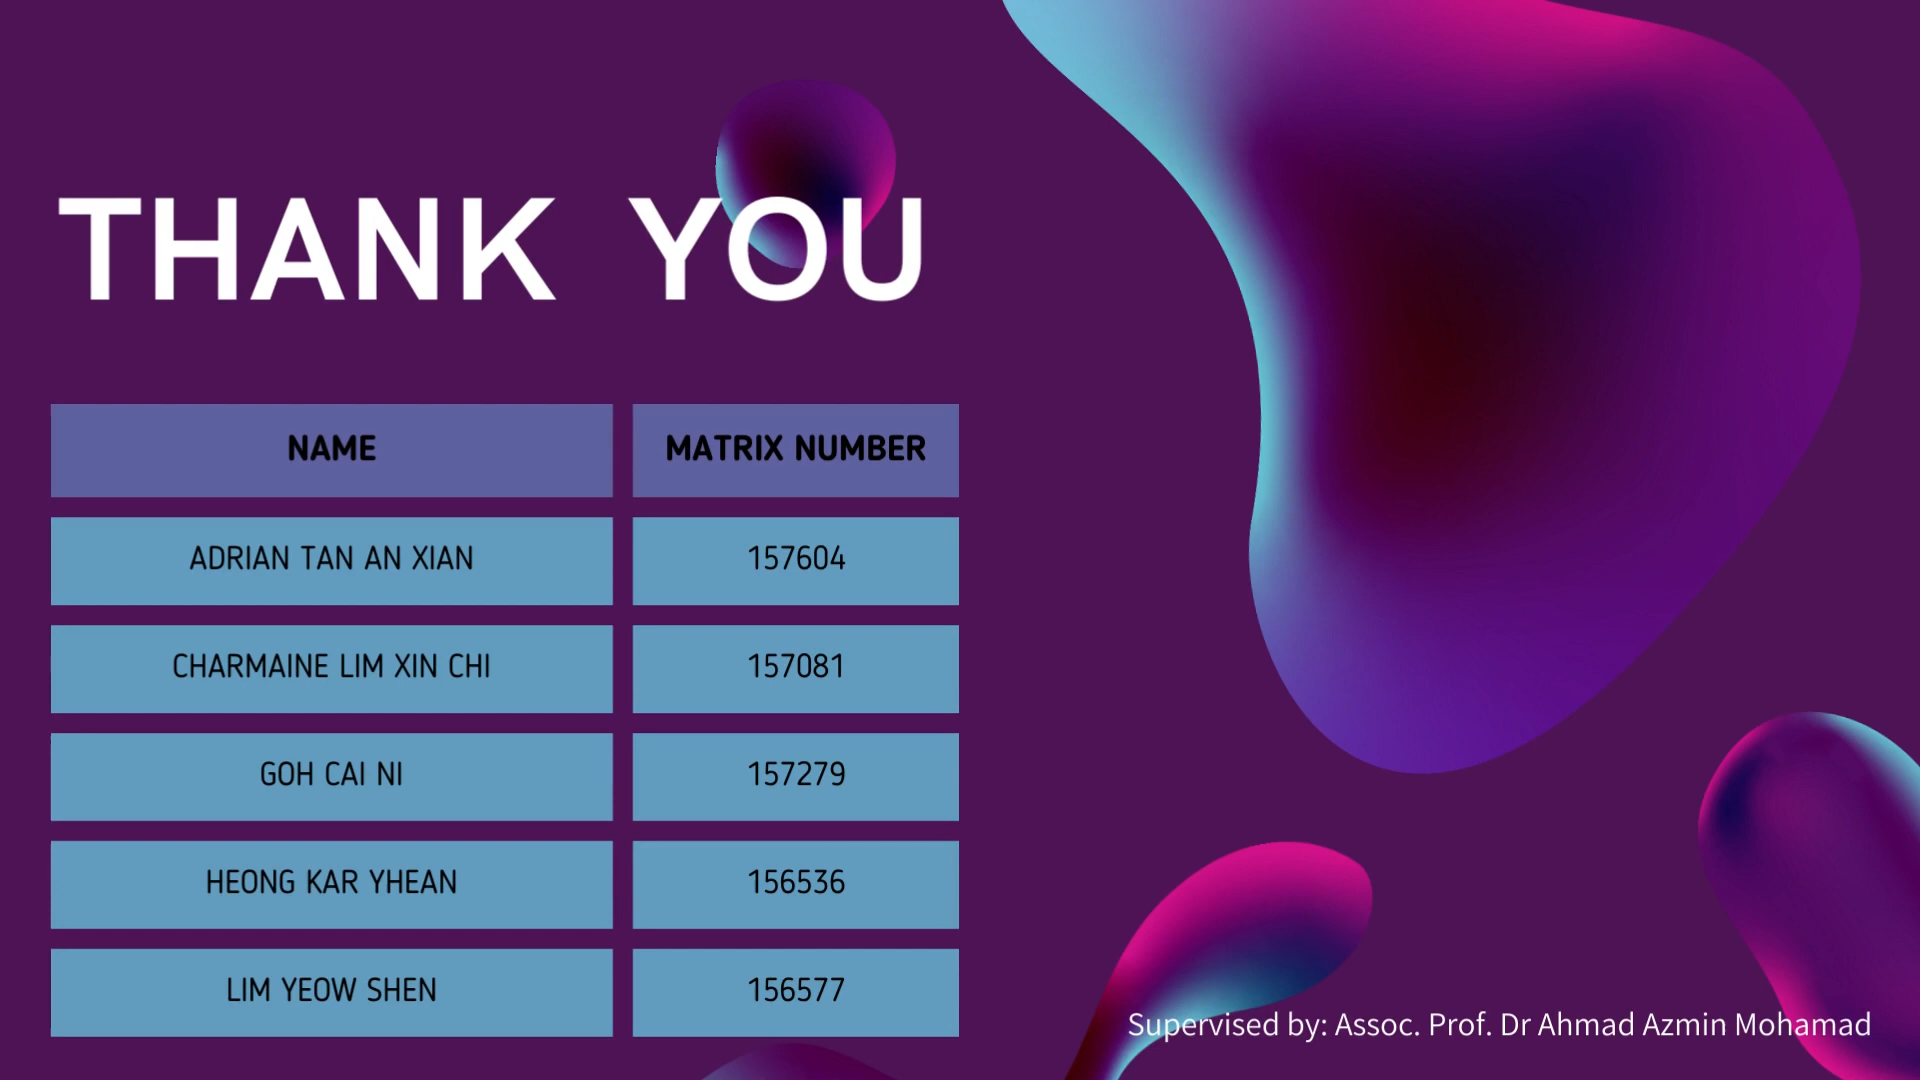 THANK YOU
NAME MATRIX NUMBER
ADRIAN TAN AN XIAN 157604
CHARMAINE LIM XIN CHI 157081
GOH CAI NI 157279
HEONG KAR YHEAN 156536
LIM YEOW SHEN 156577
Supervised by: Assoc. Prof. Dr Ahmad Azmin Mohamad